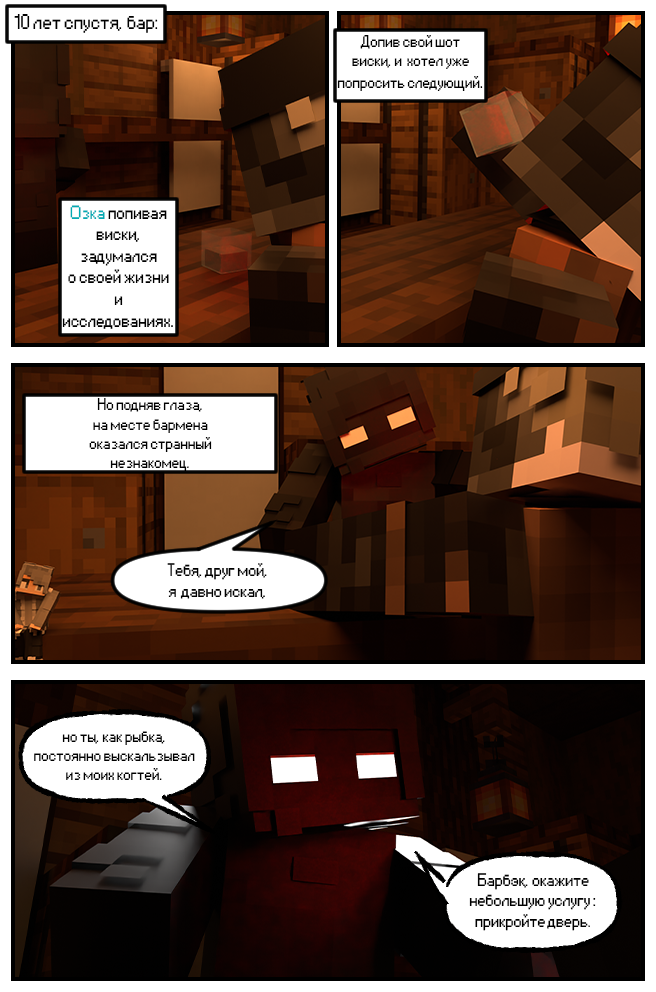 10 лет спустя, бар:
Озка попивая
виски,
задумался
о своей жизни
и
исследованиях.
Допив свой шот
виски, и хотел уже
попросить следующий.
Но подняв глаза,
на месте бармена
оказался странный
незнакомец.
Тебя, друг мой,
я давно искал,
но ты, как рыбка,
постоянно выскальзывал
из моих когтей.
Барбэк, окажите
небольшую услугу:
прикройте дверь.